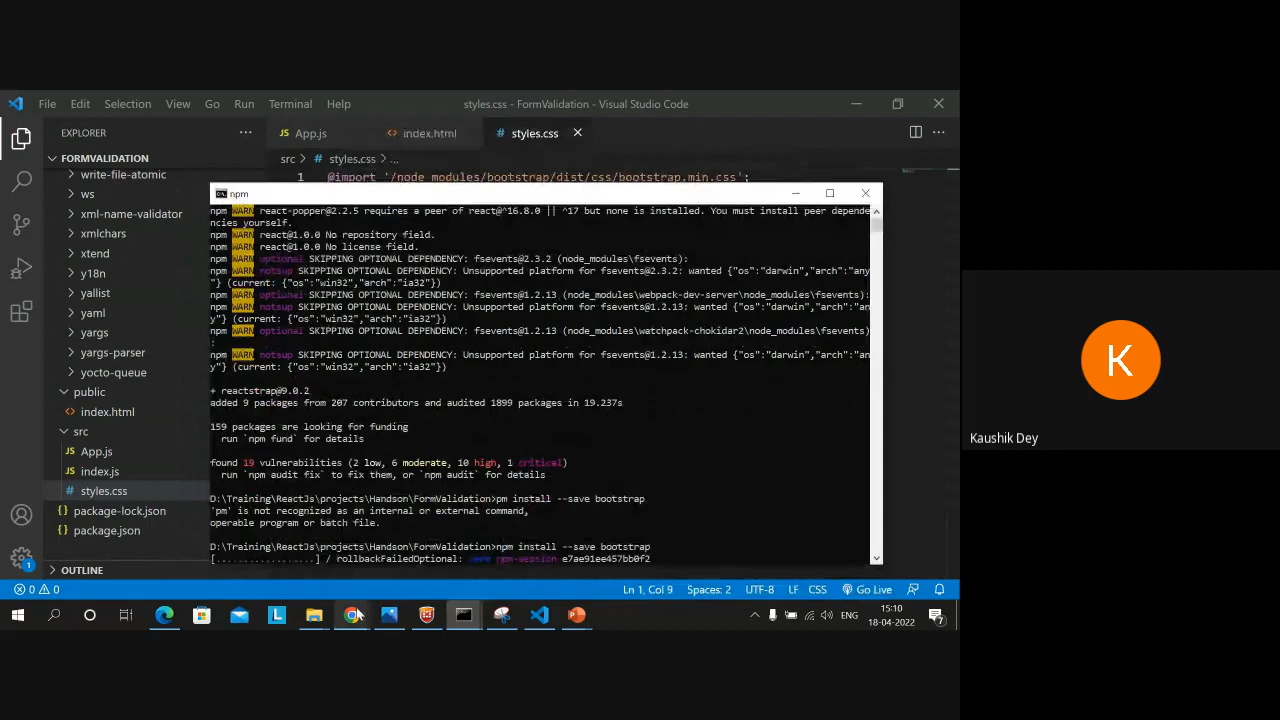 File Edit Selection View Go Run Terminal Help
styles.css - FormValidation - Visual Studio Code
EXPLORER
App.js
index.html
styles.css
FORMVALIDATION
write-file-atomic
ws
xml-name-validator
xmlchars
xtend
y18n
yallist
yaml
yargs
yargs-parser
yocto-queue
public
index.html
src
App.js
index.js
styles.css
package-lock.json
package.json
OUTLINE
src > styles.css > ...
1 @import '/node_modules/bootstrap/dist/css/bootstrap.min.css';
npm
npm WARN react-popper@2.2.5 requires a peer of react@^16.8.0 || ^17 but none is installed. You must install peer depende
ncies yourself.
npm WARN react@1.0.0 No repository field.
npm WARN react@1.0.0 No license field.
npm WARN optional SKIPPING OPTIONAL DEPENDENCY: fsevents@2.3.2 (node_modules\fsevents):
npm WARN notsup SKIPPING OPTIONAL DEPENDENCY: Unsupported platform for fsevents@2.3.2: wanted {"os":"darwin","arch":"any
"} (current: {"os":"win32","arch":"ia32"})
npm WARN optional SKIPPING OPTIONAL DEPENDENCY: fsevents@1.2.13 (node_modules\webpack-dev-server\node_modules\fsevents):
npm WARN notsup SKIPPING OPTIONAL DEPENDENCY: Unsupported platform for fsevents@1.2.13: wanted {"os":"darwin","arch":"an
y"} (current: {"os":"win32","arch":"ia32"})
npm WARN optional SKIPPING OPTIONAL DEPENDENCY: fsevents@1.2.13 (node_modules\watchpack-chokidar2\node_modules\fsevents)
:
npm WARN notsup SKIPPING OPTIONAL DEPENDENCY: Unsupported platform for fsevents@1.2.13: wanted {"os":"darwin","arch":"an
y"} (current: {"os":"win32","arch":"ia32"})
+ reactstrap@9.0.2
added 9 packages from 207 contributors and audited 1899 packages in 19.237s
159 packages are looking for funding
run `npm fund` for details
found 19 vulnerabilities (2 low, 6 moderate, 10 high, 1 critical)
run `npm audit fix` to fix them, or `npm audit` for details
D:\Training\ReactJs\projects\Handson\FormValidation>pm install --save bootstrap
'pm' is not recognized as an internal or external command,
operable program or batch file.
D:\Training\ReactJs\projects\Handson\FormValidation>npm install --save bootstrap
[..................] / rollbackFailedOptional: verb npm-session e7ae91ee457bb0f2
0 0 Ln 1, Col 9 Spaces: 2 UTF-8 LF CSS Go Live
1
L
ENG
15:10
18-04-2022
7
K
Kaushik Dey